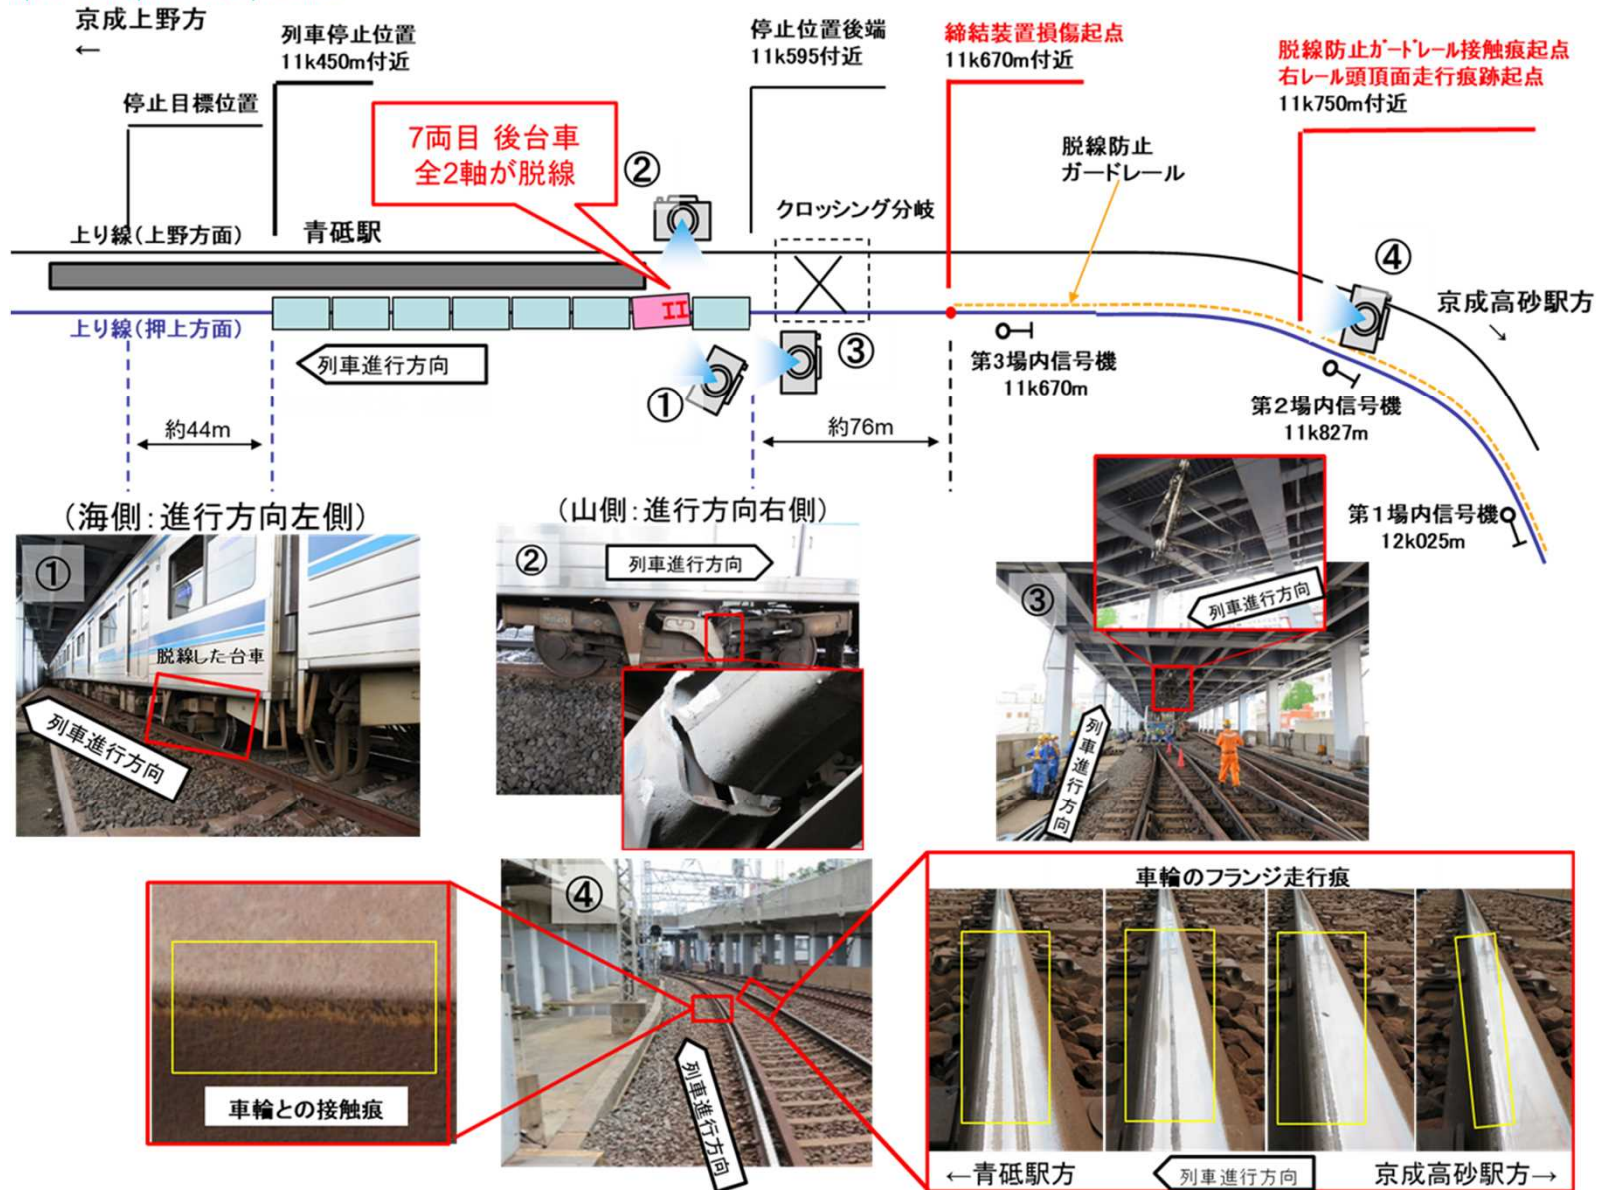 京成上野方
←
列車停止位置
11k450m付近
停止目標位置
停止位置後端
11k595m付近
締結装置損傷起点
11k670m付近
脱線防止ガードレール接触痕起点
右レール頭頂面走行痕跡起点
11k750m付近
7両目 後台車
全2軸が脱線
②
脱線防止
ガードレール
クロッシング分岐
上り線(上野方面)
青砥駅
④
京成高砂駅方
→
上り線(押上方面)
列車進行方向
①
③
第3場内信号機
11k670m
第2場内信号機
11k827m
第1場内信号機
12k025m
約44m
約76m
(海側:進行方向左側)
(山側:進行方向右側)
①
脱線した台車
列車進行方向
②
列車進行方向
③
列車進行方向
列車進行方向
車輪との接触痕
④
列車進行方向
車輪のフランジ走行痕
←青砥駅方
列車進行方向
京成高砂駅方→